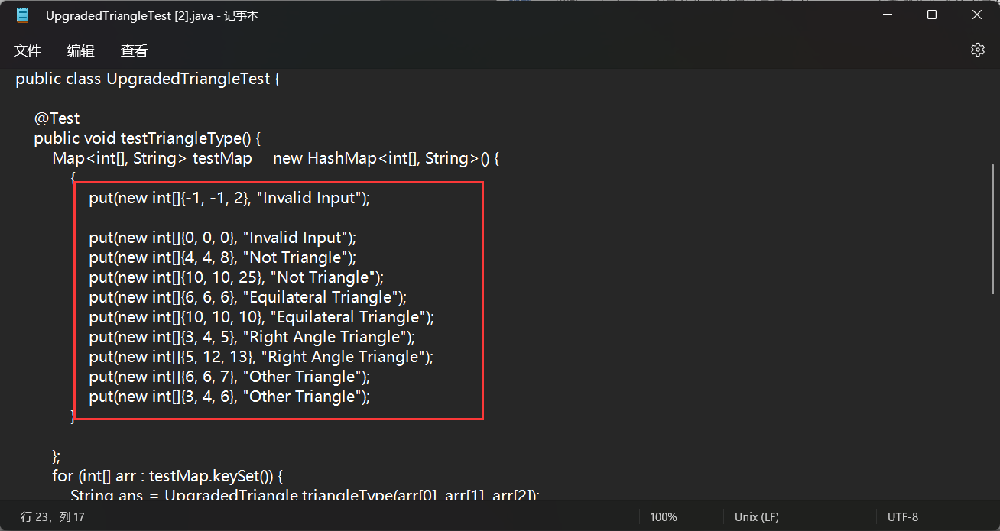 UpgradedTriangleTest [2].java - 记事本
文件 编辑 查看
public class UpgradedTriangleTest {
@Test
public void testTriangleType() {
Map<int[], String> testMap = new HashMap<int[], String>() {
{
put(new int[]{-1, -1, 2}, "Invalid Input");
put(new int[]{0, 0, 0}, "Invalid Input");
put(new int[]{4, 4, 8}, "Not Triangle");
put(new int[]{10, 10, 25}, "Not Triangle");
put(new int[]{6, 6, 6}, "Equilateral Triangle");
put(new int[]{10, 10, 10}, "Equilateral Triangle");
put(new int[]{3, 4, 5}, "Right Angle Triangle");
put(new int[]{5, 12, 13}, "Right Angle Triangle");
put(new int[]{6, 6, 7}, "Other Triangle");
put(new int[]{3, 4, 6}, "Other Triangle");
}
};
for (int[] arr : testMap.keySet()) {
String ans = UpgradedTriangle.triangleType(arr[0], arr[1], arr[2]);
行 23，列 17 100% Unix (LF) UTF-8